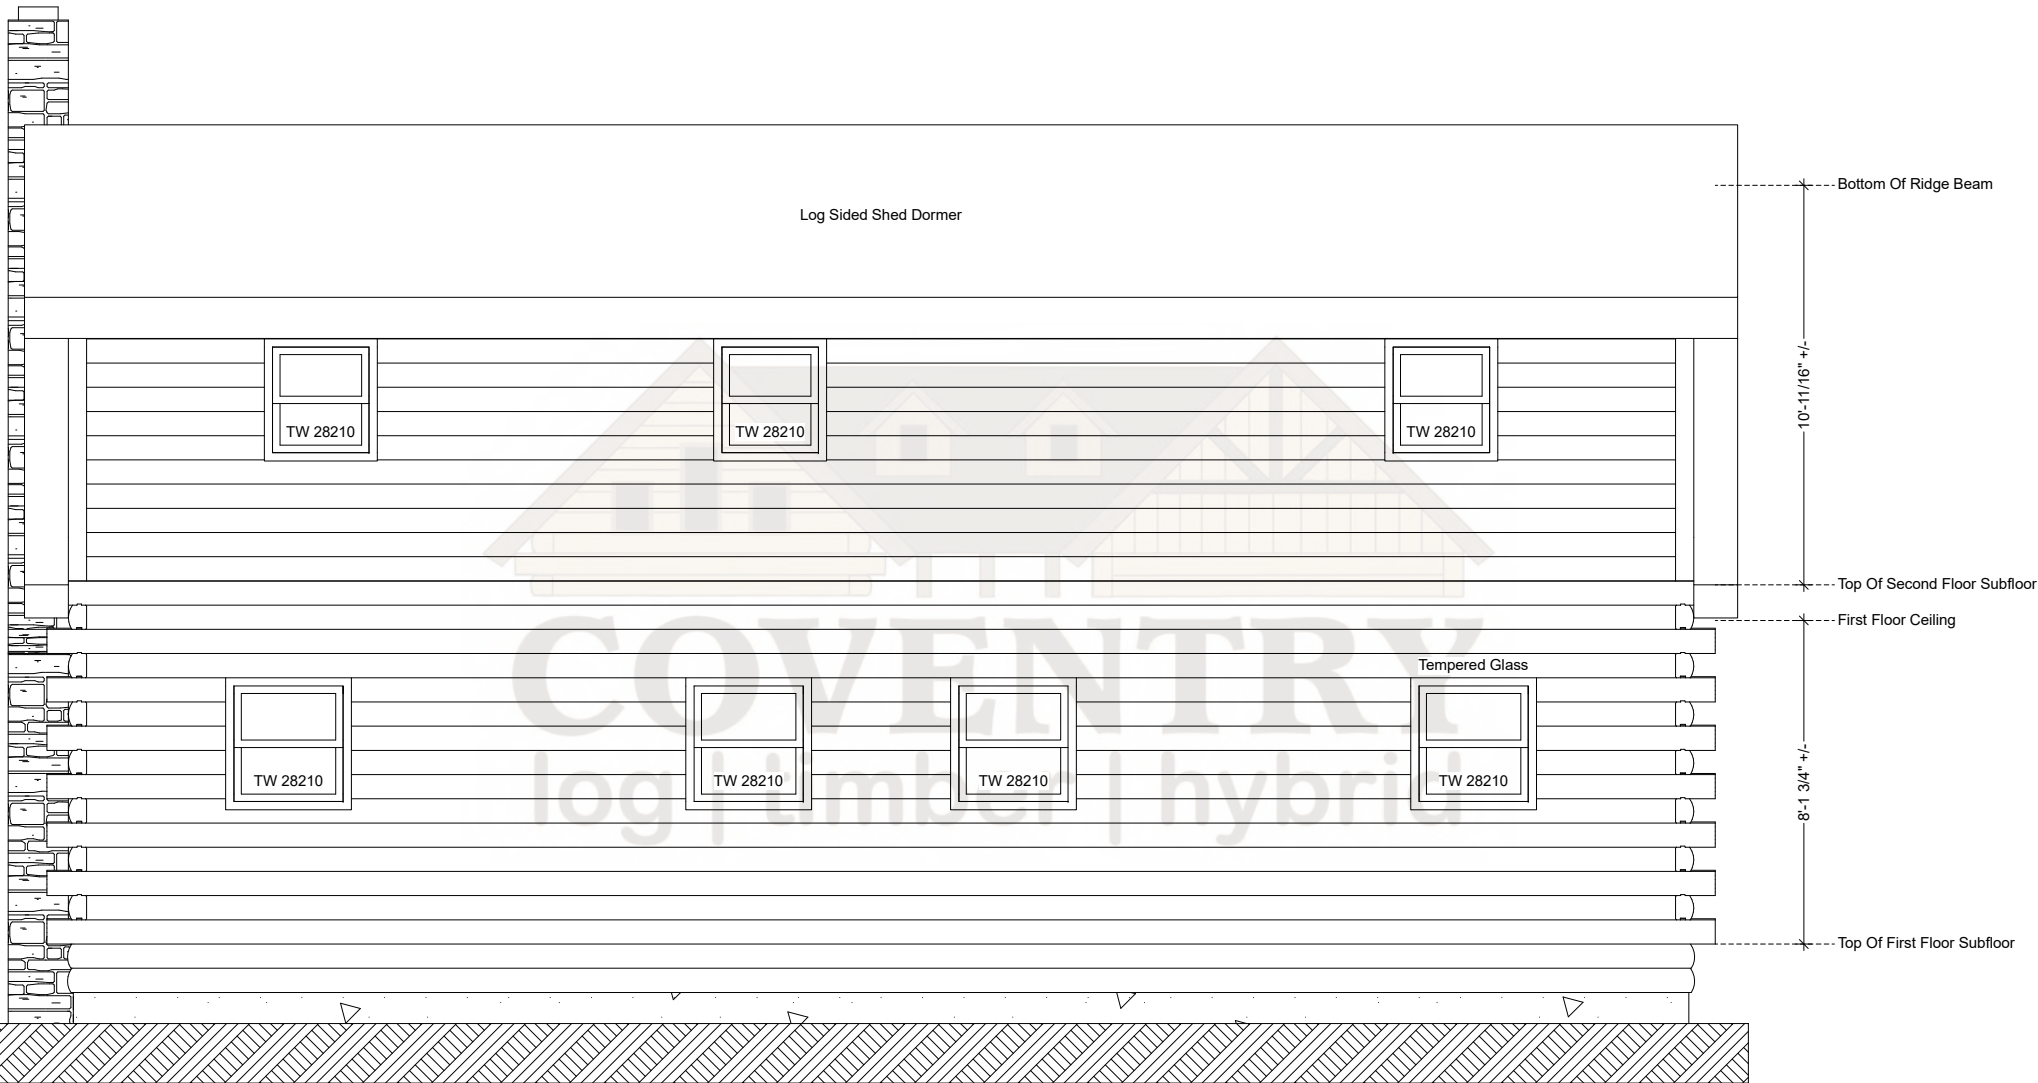 Bottom Of Ridge Beam
Log Sided Shed Dormer
10'-11/16" +/-
TW 28210
TW 28210
TW 28210
Top Of Second Floor Subfloor
First Floor Ceiling
COVENTRY
Tempered Glass
TW 28210
TW 28210
TW 28210
TW 28210
8'-1 3/4" +/-
log | timber | hybrid
Top Of First Floor Subfloor